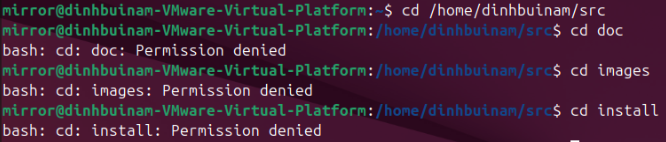 mirror@dinhbuinam-VMware-Virtual-Platform:~$ cd /home/dinhbuinam/src
mirror@dinhbuinam-VMware-Virtual-Platform:/home/dinhbuinam/src$ cd doc
bash: cd: doc: Permission denied
mirror@dinhbuinam-VMware-Virtual-Platform:/home/dinhbuinam/src$ cd images
bash: cd: images: Permission denied
mirror@dinhbuinam-VMware-Virtual-Platform:/home/dinhbuinam/src$ cd install
bash: cd: install: Permission denied